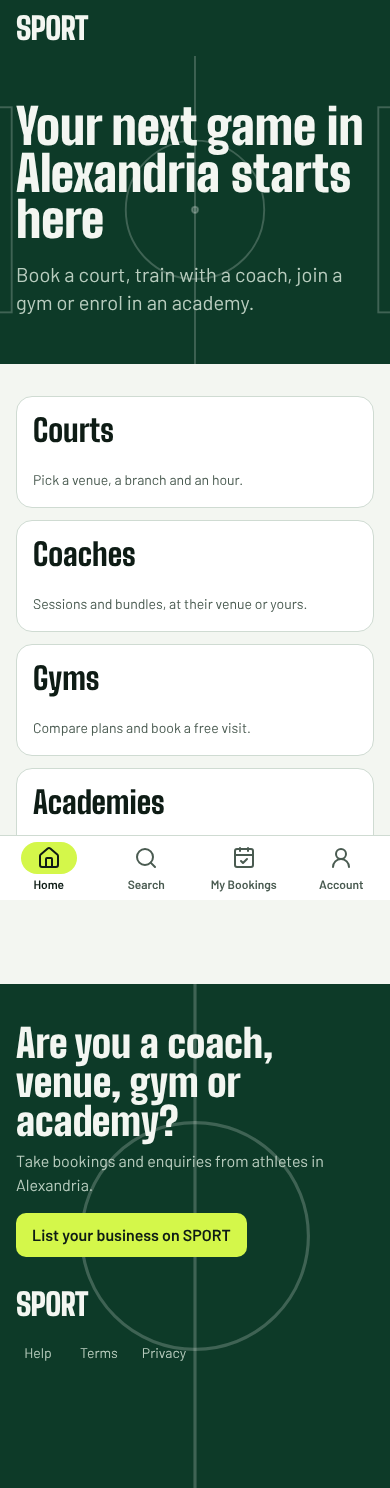 SPORT
Your next game in
Alexandria starts
here
Book a court, train with a coach, join a
gym or enrol in an academy.
Courts
Pick a venue, a branch and an hour.
Coaches
Sessions and bundles, at their venue or yours.
Gyms
Compare plans and book a free visit.
Academies
Home
Search
My Bookings
Account
Are you a coach,
venue, gym or
academy?
Take bookings and enquiries from athletes in
Alexandria.
List your business on SPORT
SPORT
Help
Terms
Privacy